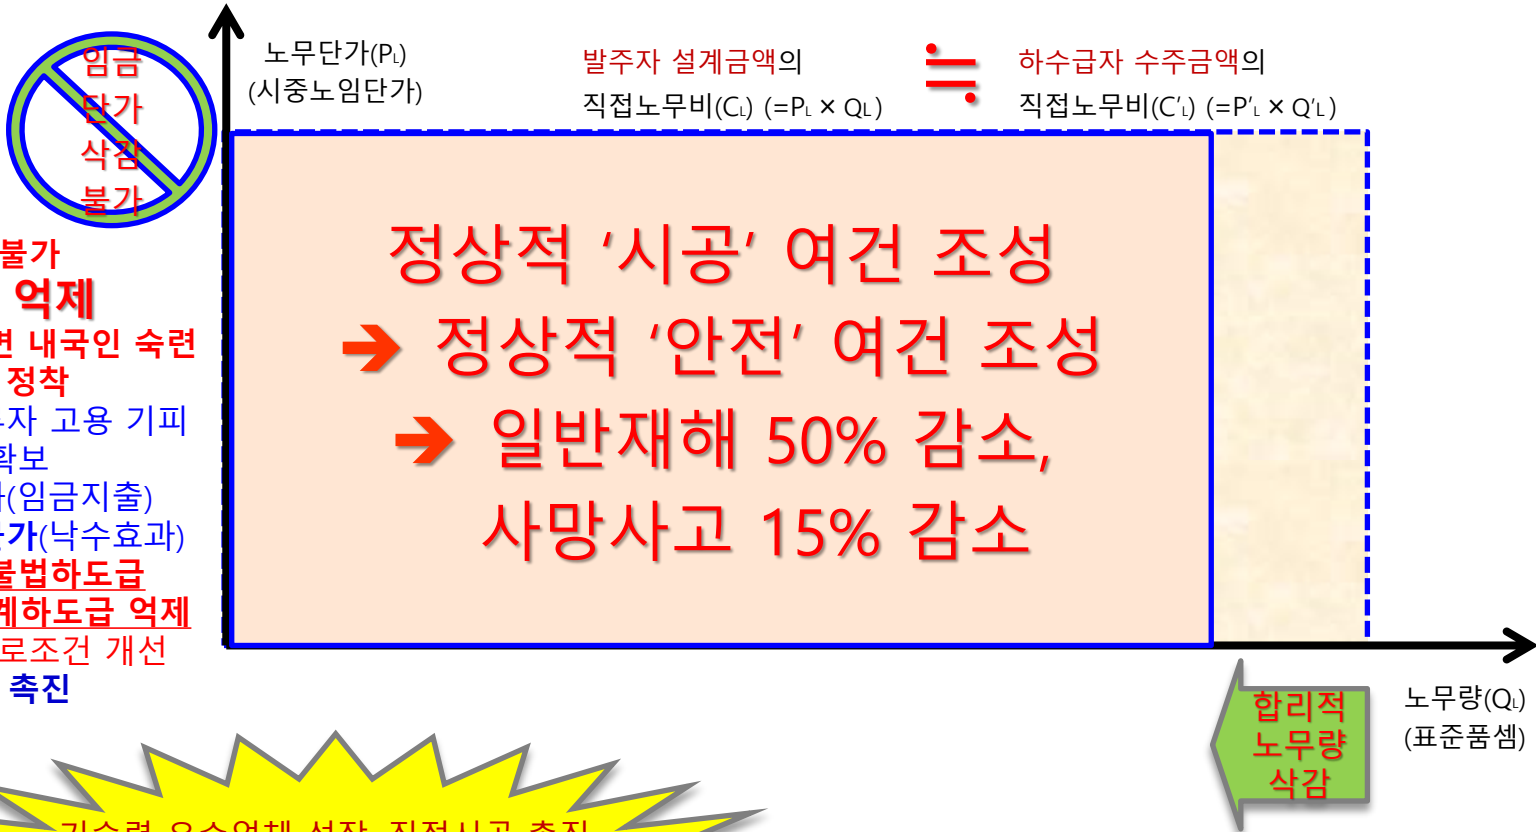 임금
단가
삭감
불가
노무단가(PL)
(시중노임단가)
발주자 설계금액의
직접노무비(CL) (=PL × QL)
≒
하수급자 수주금액의
직접노무비(C'L) (=P'L × Q'L)
불가
억제
내국인 숙련
정착
고용 기피
확보
(임금지출)
(낙수효과)
불법하도급
억제
개선
촉진
정상적 ‘시공’ 여건 조성
➔ 정상적 ‘안전’ 여건 조성
➔ 일반재해 50% 감소,
사망사고 15% 감소
합리적
노무량
삭감
노무량(QL)
(표준품셈)